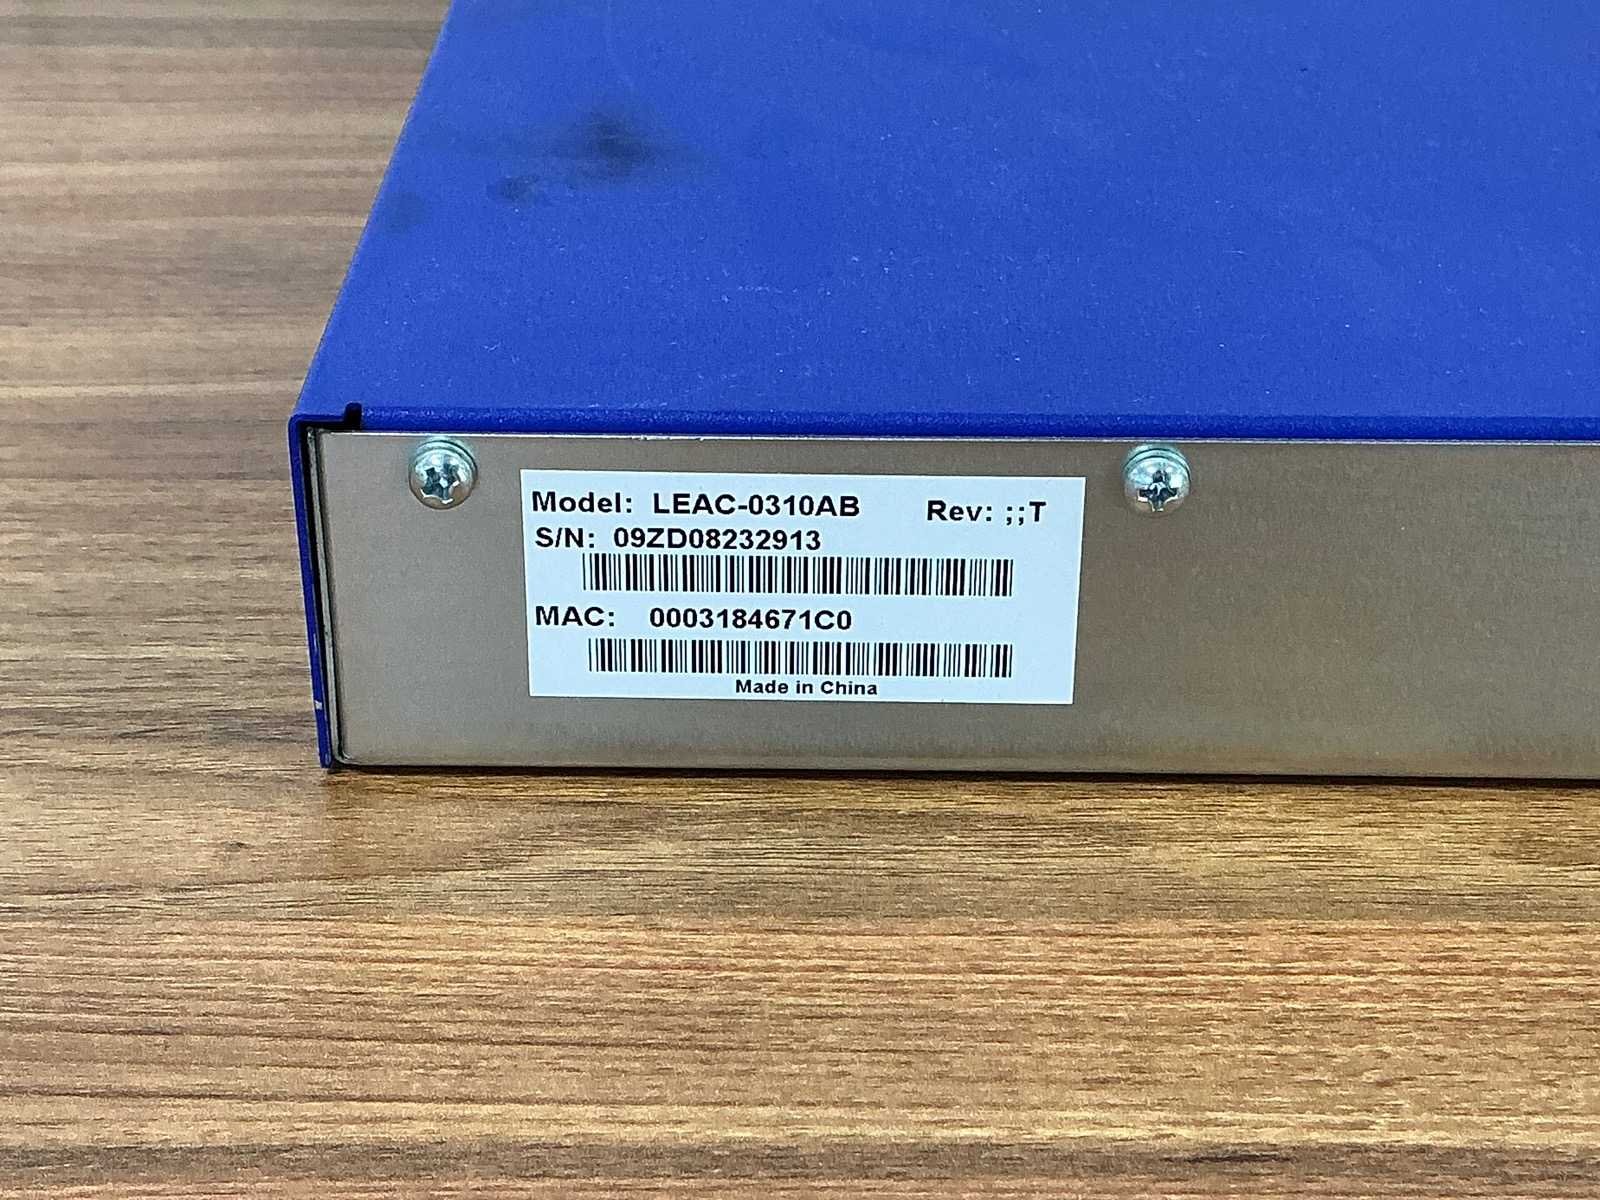 Model: LEAC-0310AB Rev: ;;T
S/N: 09ZD08232913
MAC: 0003184671C0
Made in China